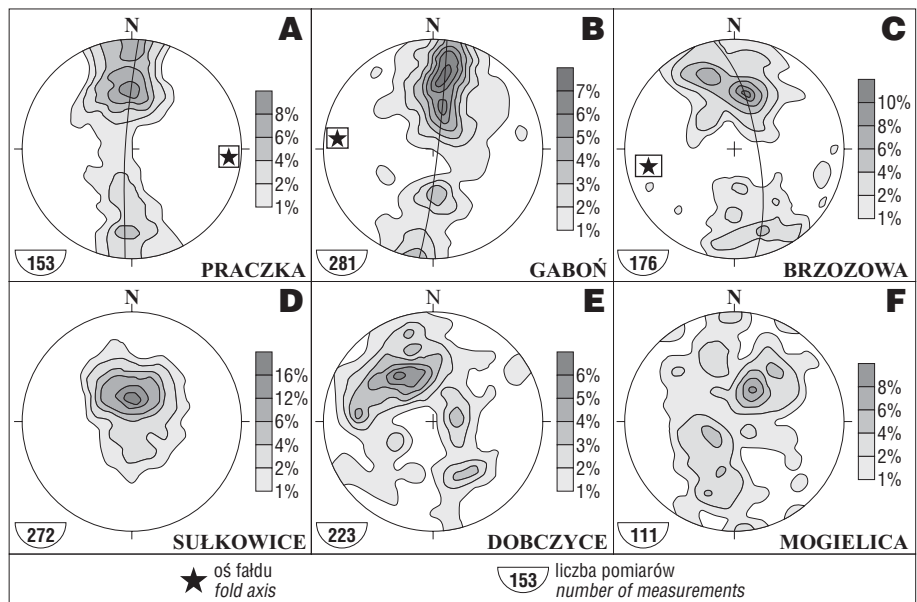 N
A
8%
6%
4%
2%
1%
153
PRACZKA
N
B
7%
6%
5%
4%
3%
2%
1%
281
GABOŃ
N
C
10%
8%
6%
4%
2%
1%
176
BRZOZOWA
N
D
16%
12%
6%
4%
2%
1%
272
SUŁKOWICE
N
E
6%
5%
4%
3%
2%
1%
223
DOBCZYCE
N
F
8%
6%
4%
2%
1%
111
MOGIELICA
oś fałdu
fold axis
153
liczba pomiarów
number of measurements